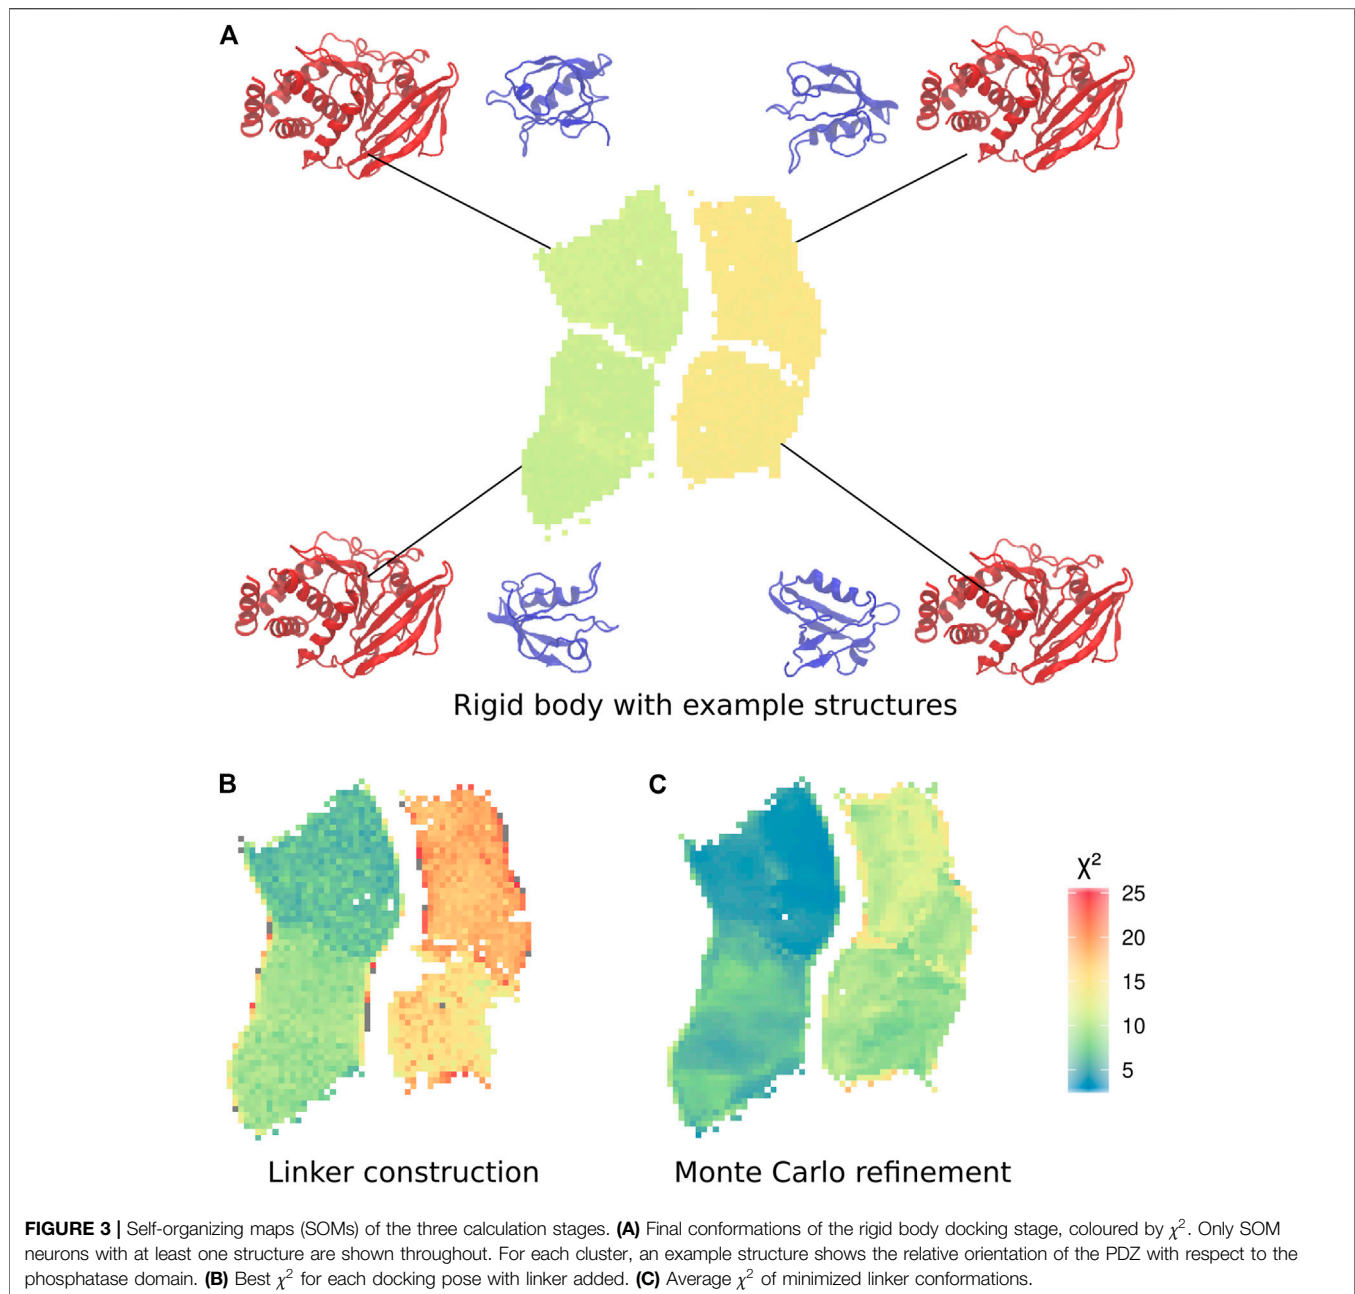 A
Rigid body with example structures
B
C
χ²
25
20
15
10
5
Linker construction
Monte Carlo refinement
FIGURE 3 | Self-organizing maps (SOMs) of the three calculation stages. (A) Final conformations of the rigid body docking stage, coloured by χ². Only SOM
neurons with at least one structure are shown throughout. For each cluster, an example structure shows the relative orientation of the PDZ with respect to the
phosphatase domain. (B) Best χ² for each docking pose with linker added. (C) Average χ² of minimized linker conformations.